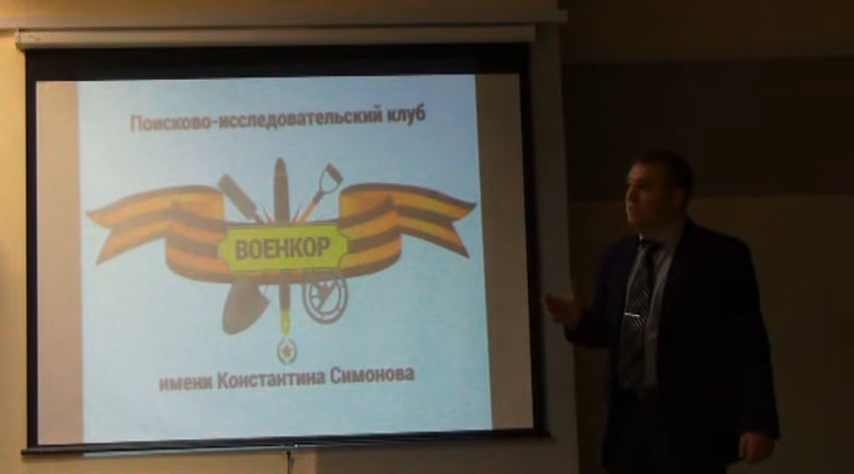 Поисково-исследовательский клуб
ВОЕНКОР
имени Константина Симонова